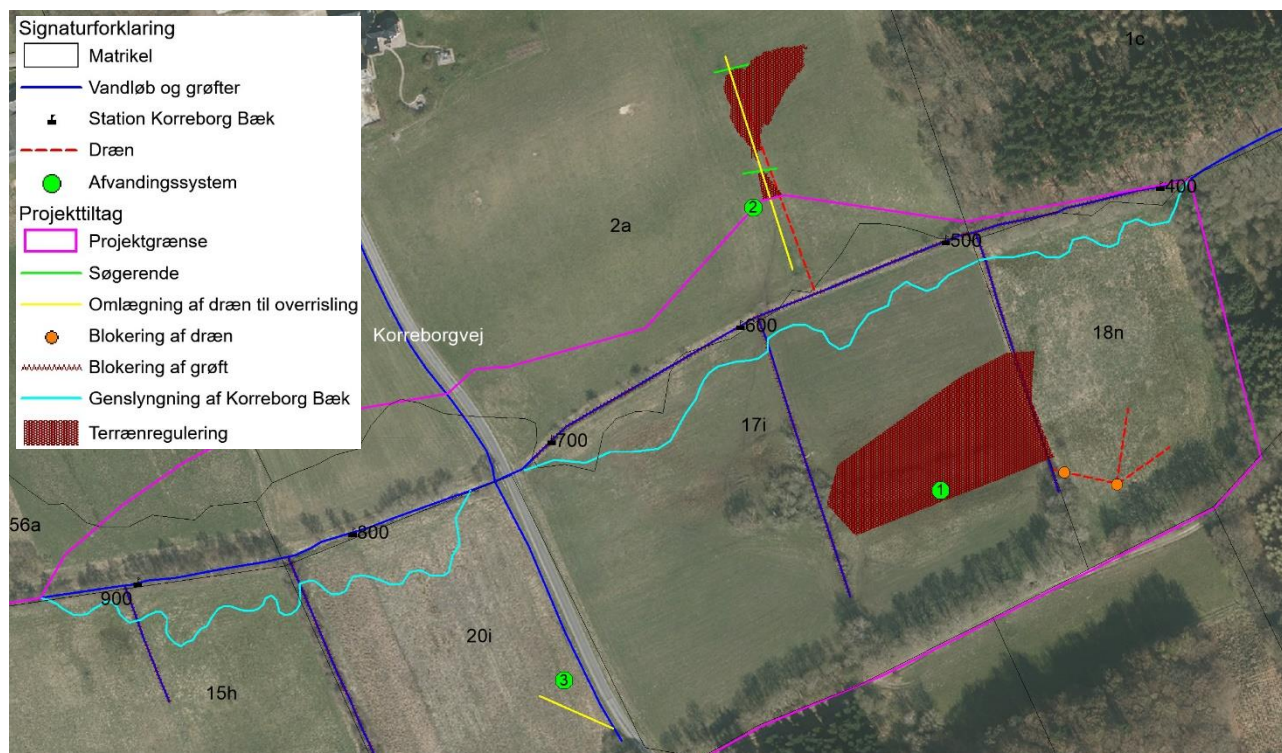 Signaturforklaring
Matrikel
Vandløb og grøfter
Station Korreborg Bæk
Dræn
Afvandingssystem
Projekttiltag
Projektgrænse
Søgerende
Omlægning af dræn til overrisling
Blokering af dræn
Blokering af grøft
Genslyngning af Korreborg Bæk
Terrænregulering
1c
400
2
2a
500
600
Korreborgvej
18n
17i
700
1
56a
800
900
20i
3
15h